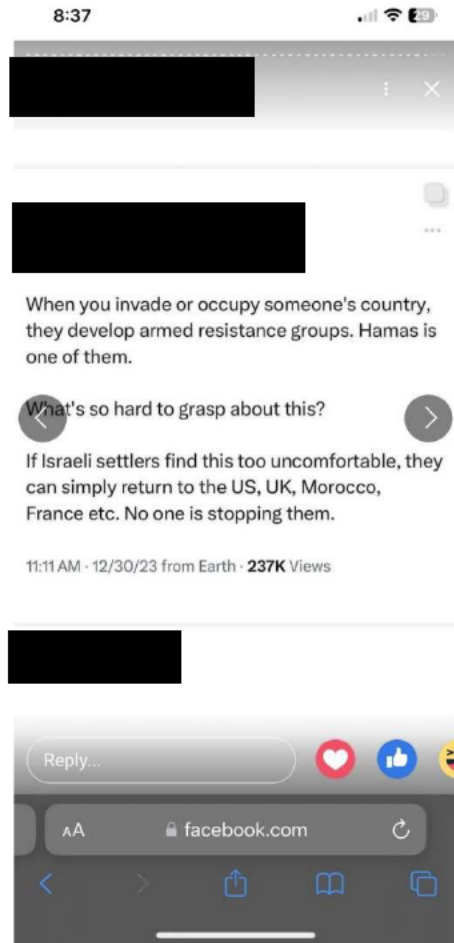 8:37
29
When you invade or occupy someone's country,
they develop armed resistance groups. Hamas is
one of them.
What's so hard to grasp about this?
If Israeli settlers find this too uncomfortable, they
can simply return to the US, UK, Morocco,
France etc. No one is stopping them.
11:11 AM · 12/30/23 from Earth · 237K Views
Reply...
AA
facebook.com